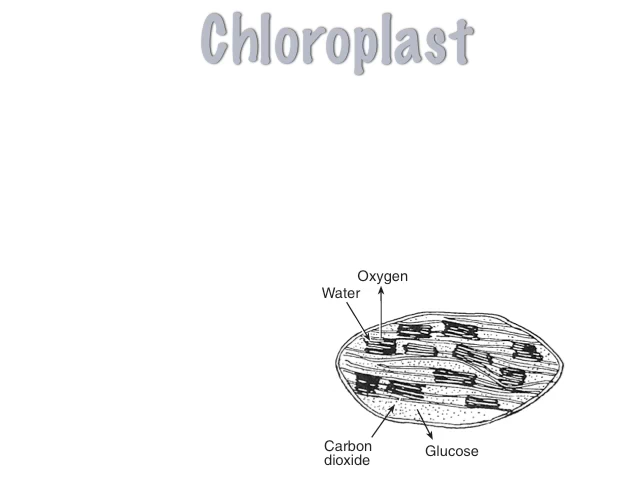 Chloroplast
Oxygen
Water
Carbon
dioxide
Glucose